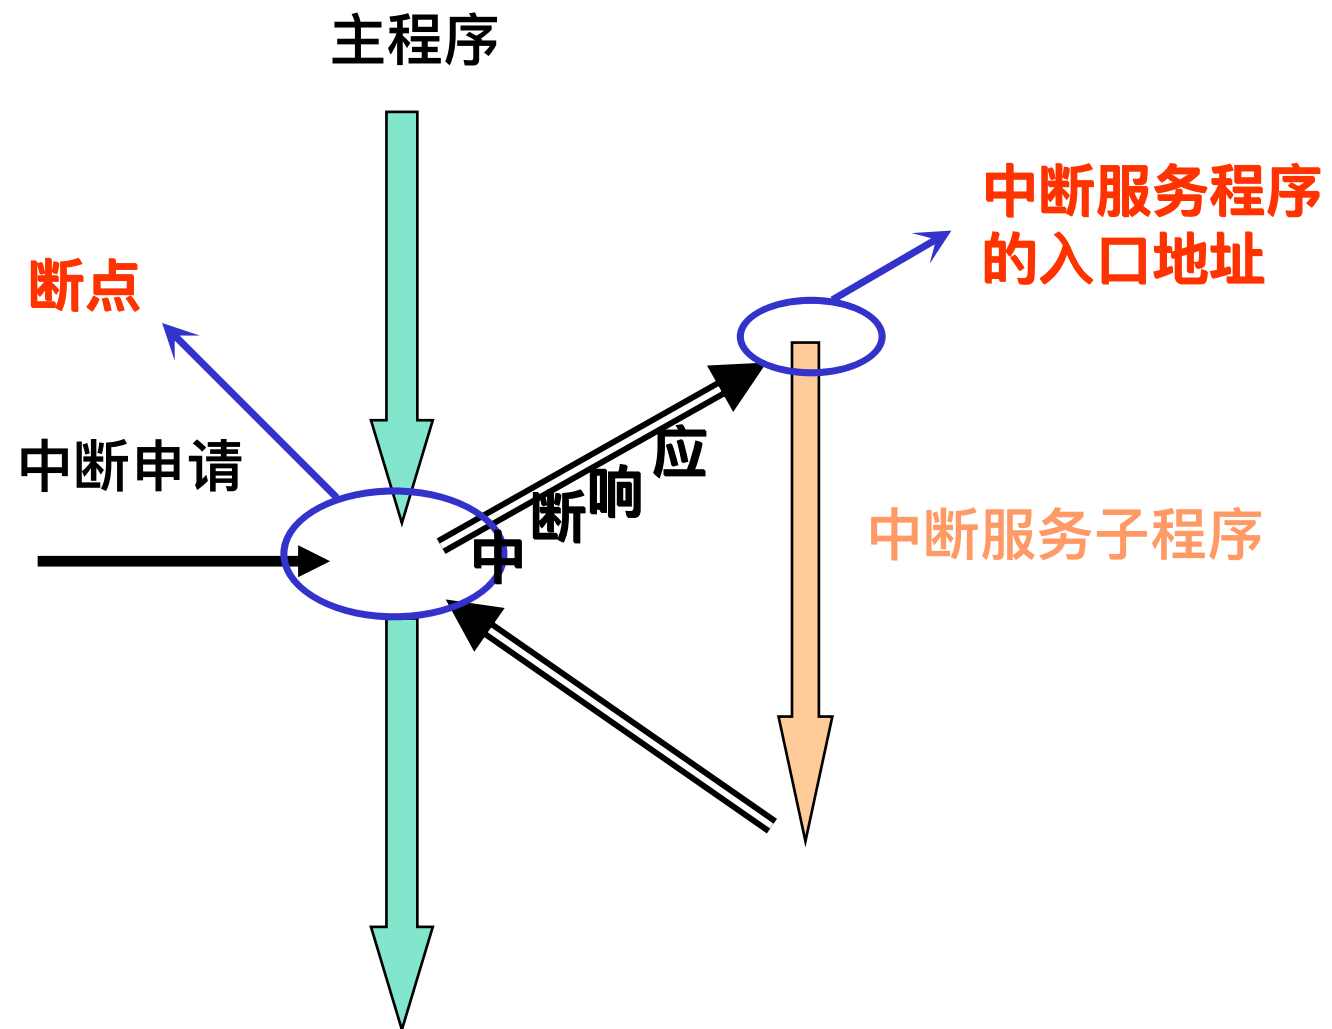 主程序
中断服务程序
的入口地址
断点
中断申请
中断响应
中断服务子程序